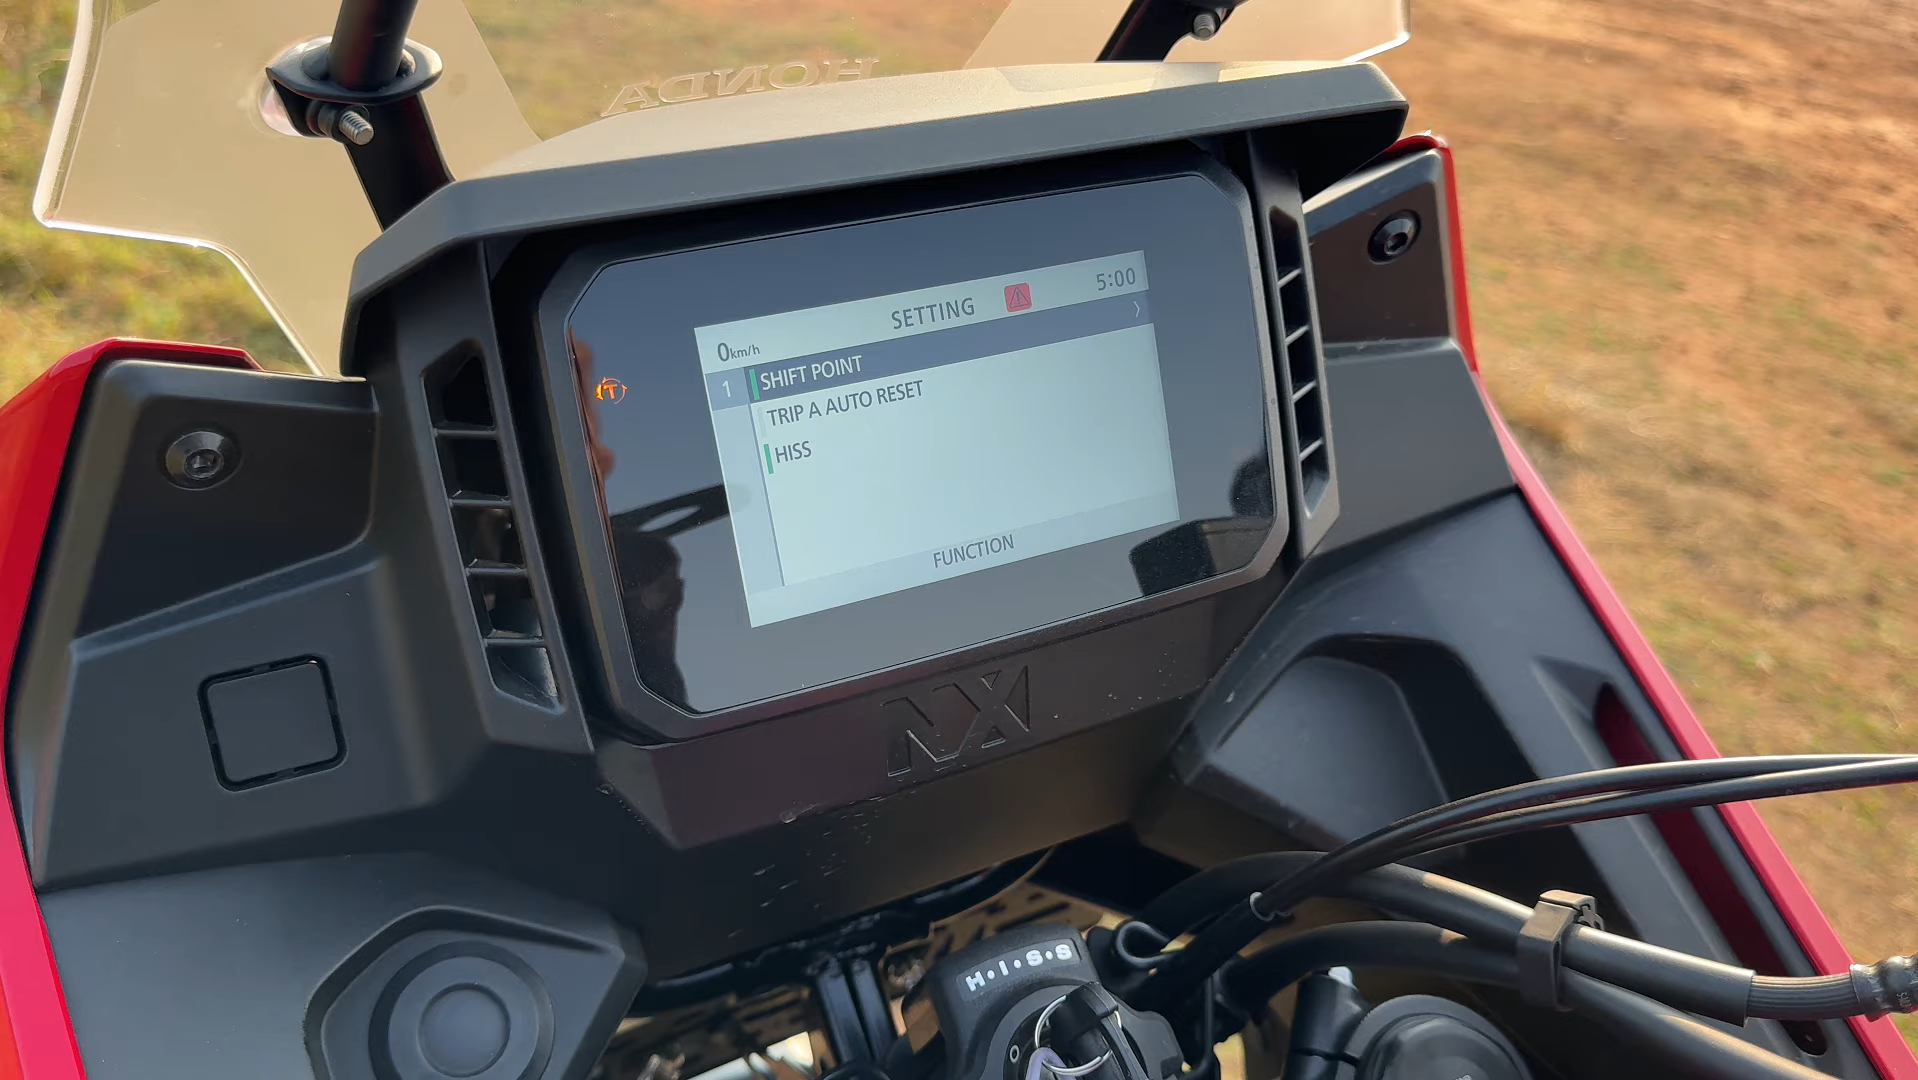 HONDA
SETTING
5:00
0km/h
1
SHIFT POINT
TRIP A AUTO RESET
HISS
FUNCTION
NX
H·I·S·S